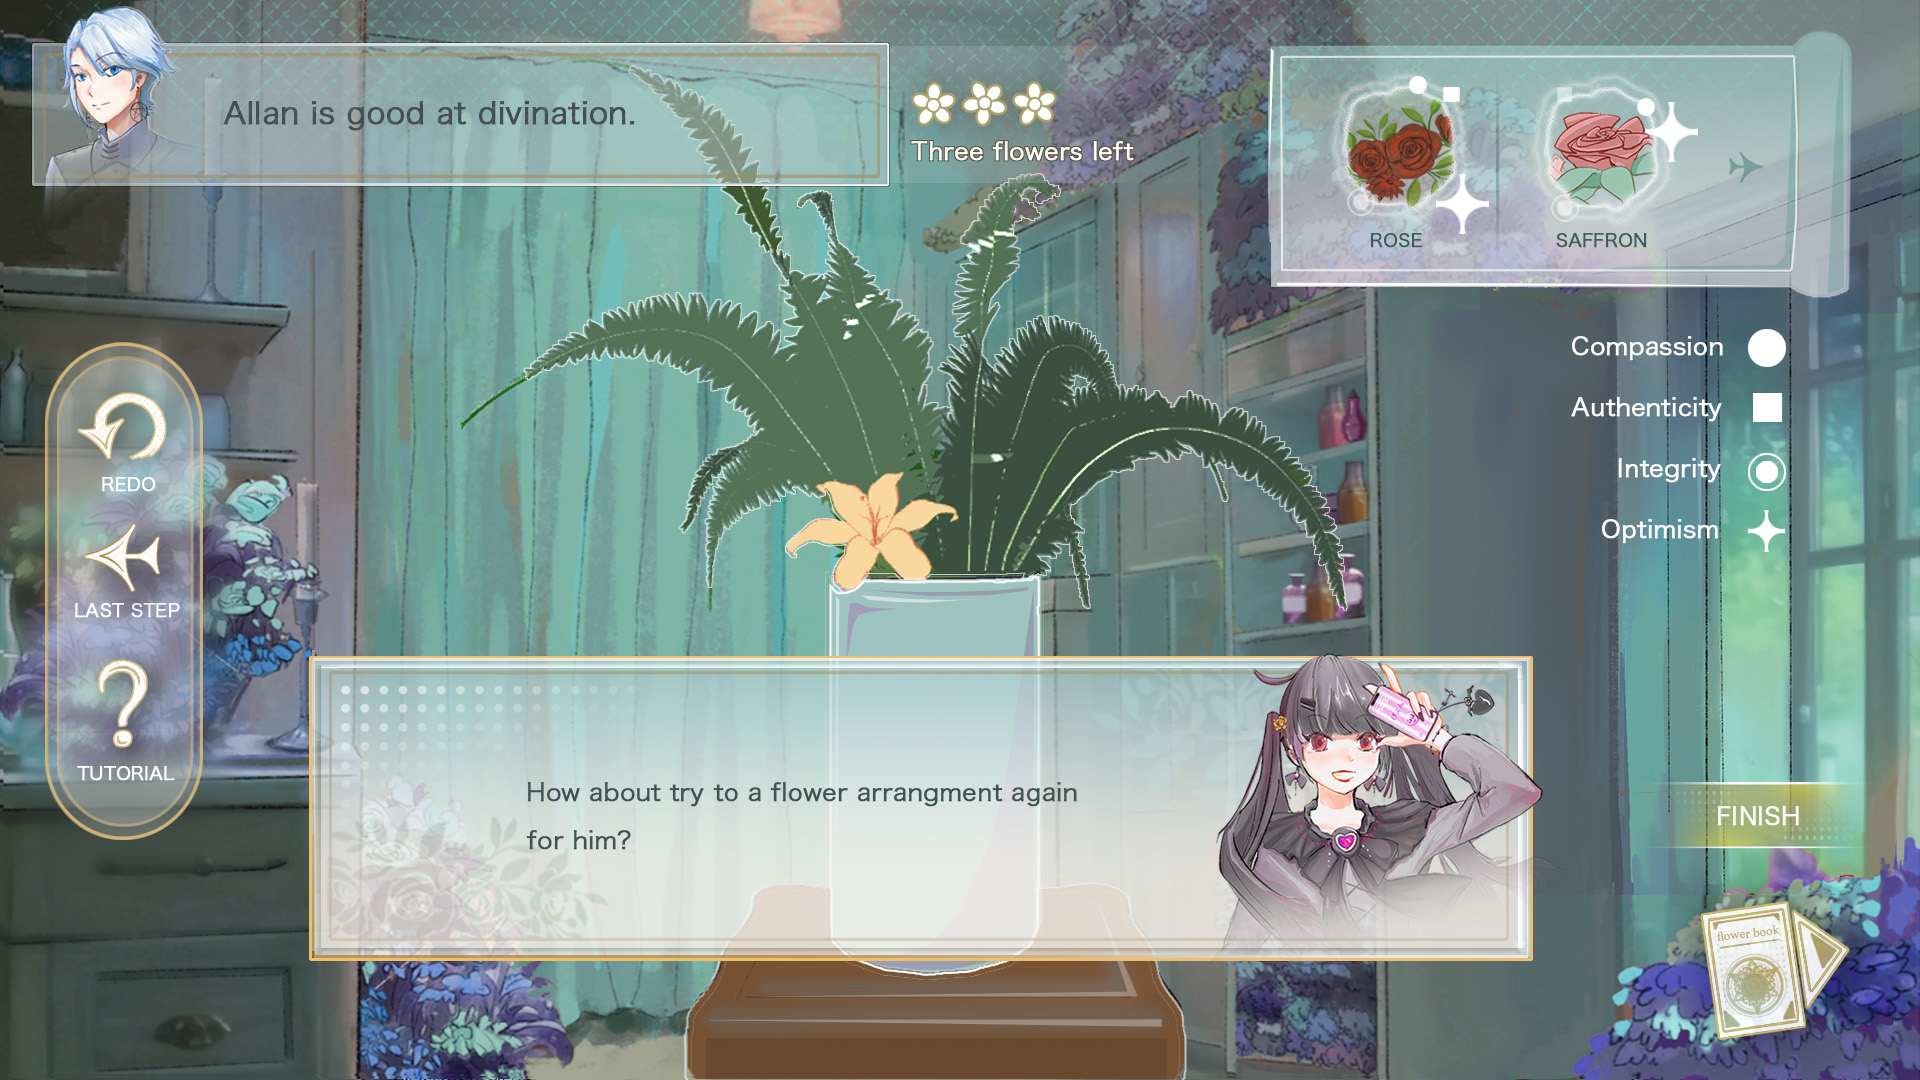 Allan is good at divination.
Three flowers left
ROSE
SAFFRON
Compassion
Authenticity
Integrity
Optimism
REDO
LAST STEP
TUTORIAL
How about try to a flower arrangment again
for him?
FINISH
flower book